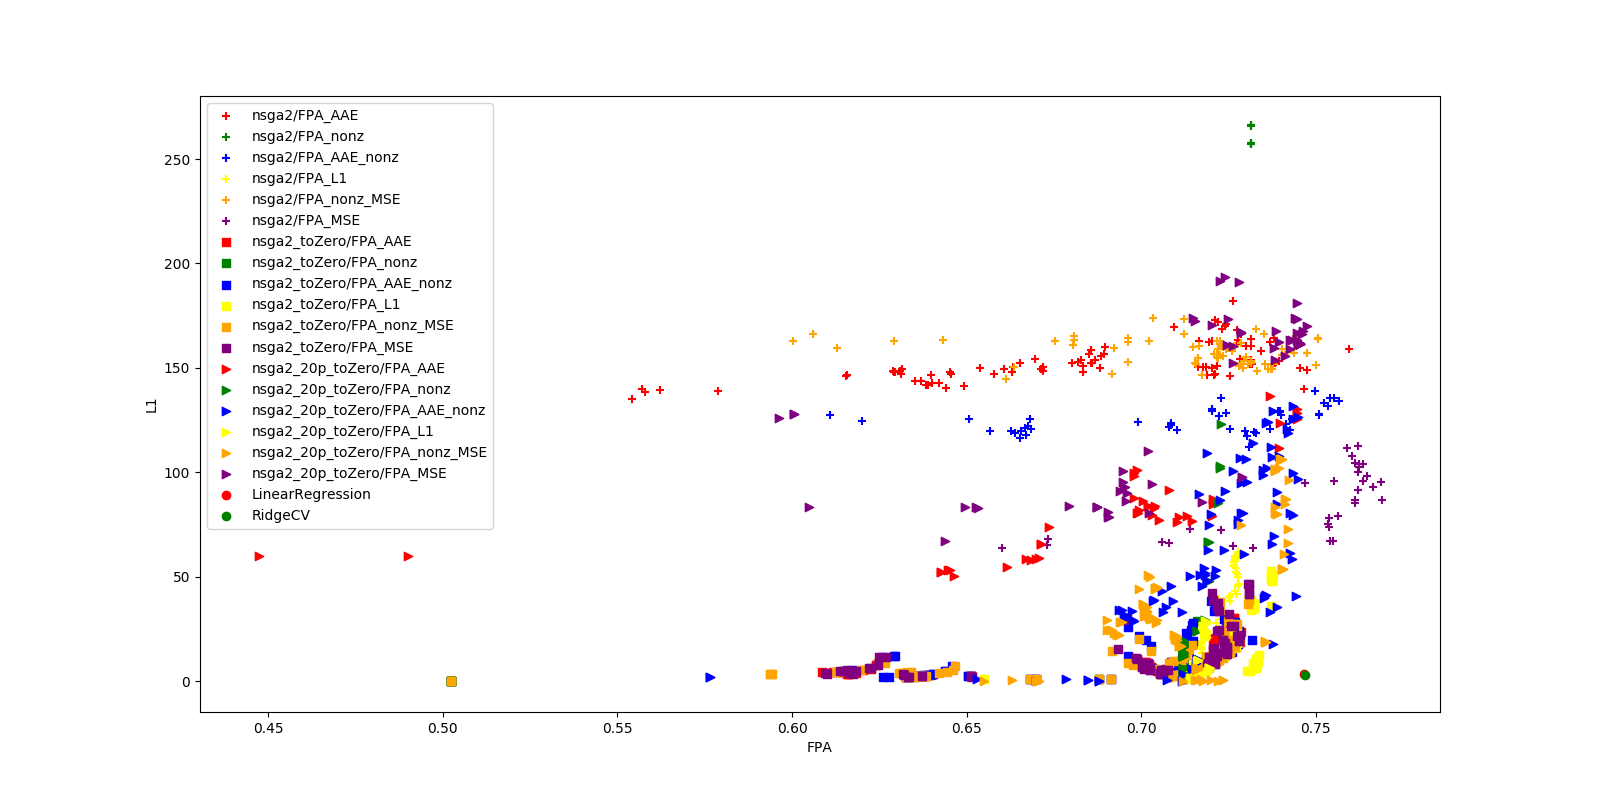 nsga2/FPA_AAE
nsga2/FPA_nonz
nsga2/FPA_AAE_nonz
nsga2/FPA_L1
nsga2/FPA_nonz_MSE
nsga2/FPA_MSE
nsga2_toZero/FPA_AAE
nsga2_toZero/FPA_nonz
nsga2_toZero/FPA_AAE_nonz
nsga2_toZero/FPA_L1
nsga2_toZero/FPA_nonz_MSE
nsga2_toZero/FPA_MSE
nsga2_20p_toZero/FPA_AAE
nsga2_20p_toZero/FPA_nonz
nsga2_20p_toZero/FPA_AAE_nonz
nsga2_20p_toZero/FPA_L1
nsga2_20p_toZero/FPA_nonz_MSE
nsga2_20p_toZero/FPA_MSE
LinearRegression
RidgeCV
250
200
150
100
50
0
L1
0.45 0.50 0.55 0.60 0.65 0.70 0.75
FPA